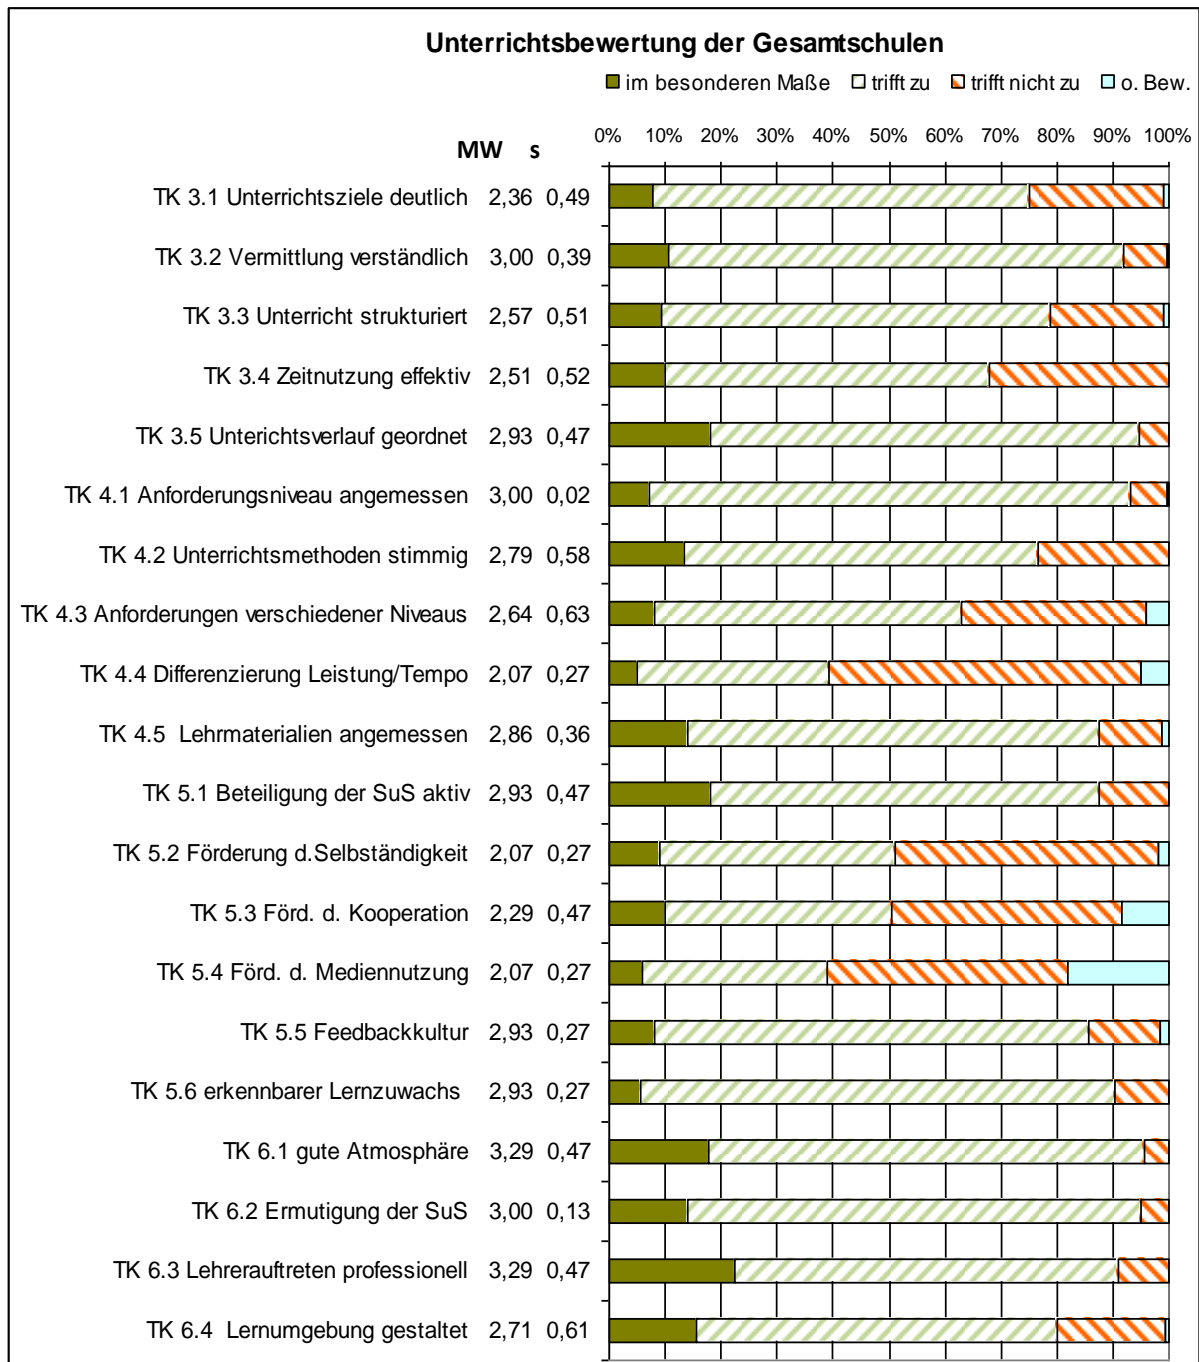 Unterrichtsbewertung der Gesamtschulen
im besonderen Maße trifft zu trifft nicht zu o. Bew.
0% 10% 20% 30% 40% 50% 60% 70% 80% 90% 100%
MW s
TK 3.1 Unterrichtsziele deutlich 2,36 0,49
TK 3.2 Vermittlung verständlich 3,00 0,39
TK 3.3 Unterricht strukturiert 2,57 0,51
TK 3.4 Zeitnutzung effektiv 2,51 0,52
TK 3.5 Unterichtsverlauf geordnet 2,93 0,47
TK 4.1 Anforderungsniveau angemessen 3,00 0,02
TK 4.2 Unterrichtsmethoden stimmig 2,79 0,58
TK 4.3 Anforderungen verschiedener Niveaus 2,64 0,63
TK 4.4 Differenzierung Leistung/Tempo 2,07 0,27
TK 4.5 Lehrmaterialien angemessen 2,86 0,36
TK 5.1 Beteiligung der SuS aktiv 2,93 0,47
TK 5.2 Förderung d.Selbständigkeit 2,07 0,27
TK 5.3 Förd. d. Kooperation 2,29 0,47
TK 5.4 Förd. d. Mediennutzung 2,07 0,27
TK 5.5 Feedbackkultur 2,93 0,27
TK 5.6 erkennbarer Lernzuwachs 2,93 0,27
TK 6.1 gute Atmosphäre 3,29 0,47
TK 6.2 Ermutigung der SuS 3,00 0,13
TK 6.3 Lehrerauftreten professionell 3,29 0,47
TK 6.4 Lernumgebung gestaltet 2,71 0,61